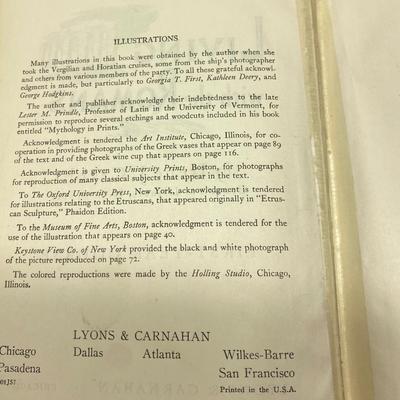 ILLUSTRATIONS
Many illustrations in this book were obtained by the author when she
took the Vergilian and Horatian cruises, some from the ship's photographer
and others from various members of the party. To all these grateful acknowl-
edgment is made, but particularly to Georgia T. First, Kathleen Deery, and
George Hodgkins.
The author and publisher acknowledge their indebtedness to the late
Lester M. Prindle, Professor of Latin in the University of Vermont, for
permission to reproduce several etchings and woodcuts included in his book
entitled "Mythology in Prints."
Acknowledgment is tendered the Art Institute, Chicago, Illinois, for co-
operation in providing photographs of the Greek vases that appear on page 89
of the text and of the Greek wine cup that appears on page 116.
Acknowledgment is given to University Prints, Boston, for photographs
for reproduction of many classical subjects that appear in the text.
To The Oxford University Press, New York, acknowledgment is tendered
for illustrations relating to the Etruscans, that appeared originally in "Etrus-
can Sculpture," Phaidon Edition.
To the Museum of Fine Arts, Boston, acknowledgment is tendered for the
use of the illustration that appears on page 40.
Keystone View Co. of New York provided the black and white photograph
of the picture reproduced on page 72.
The colored reproductions were made by the Holling Studio, Chicago,
Illinois.
LYONS & CARNAHAN
Chicago Dallas Atlanta Wilkes-Barre
Pasadena San Francisco
Printed in the U.S.A.